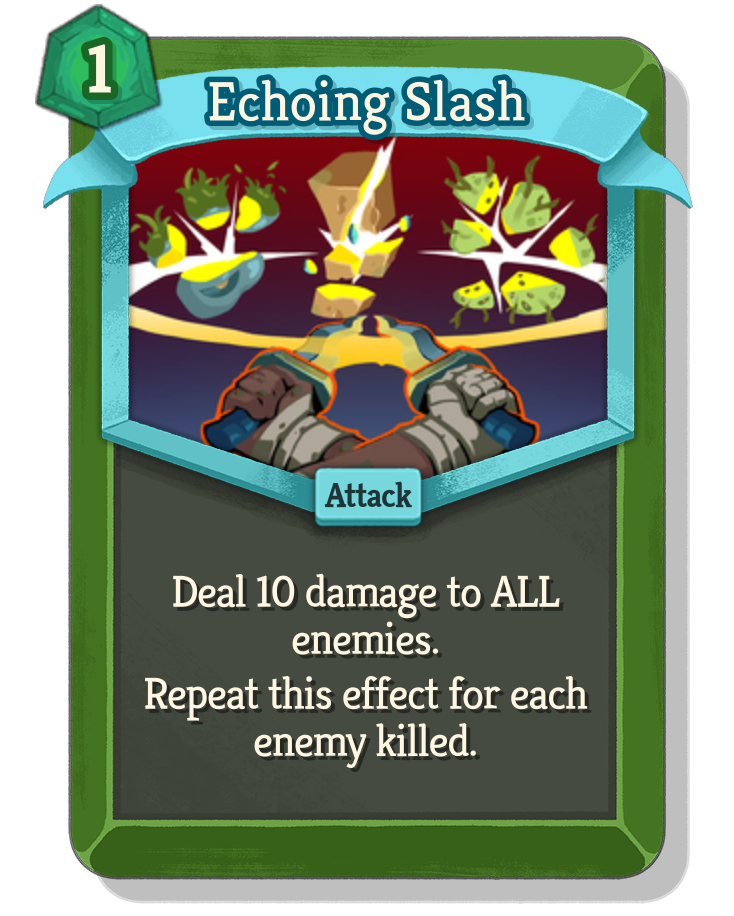 1
Echoing Slash
Attack
Deal 10 damage to ALL
enemies.
Repeat this effect for each
enemy killed.